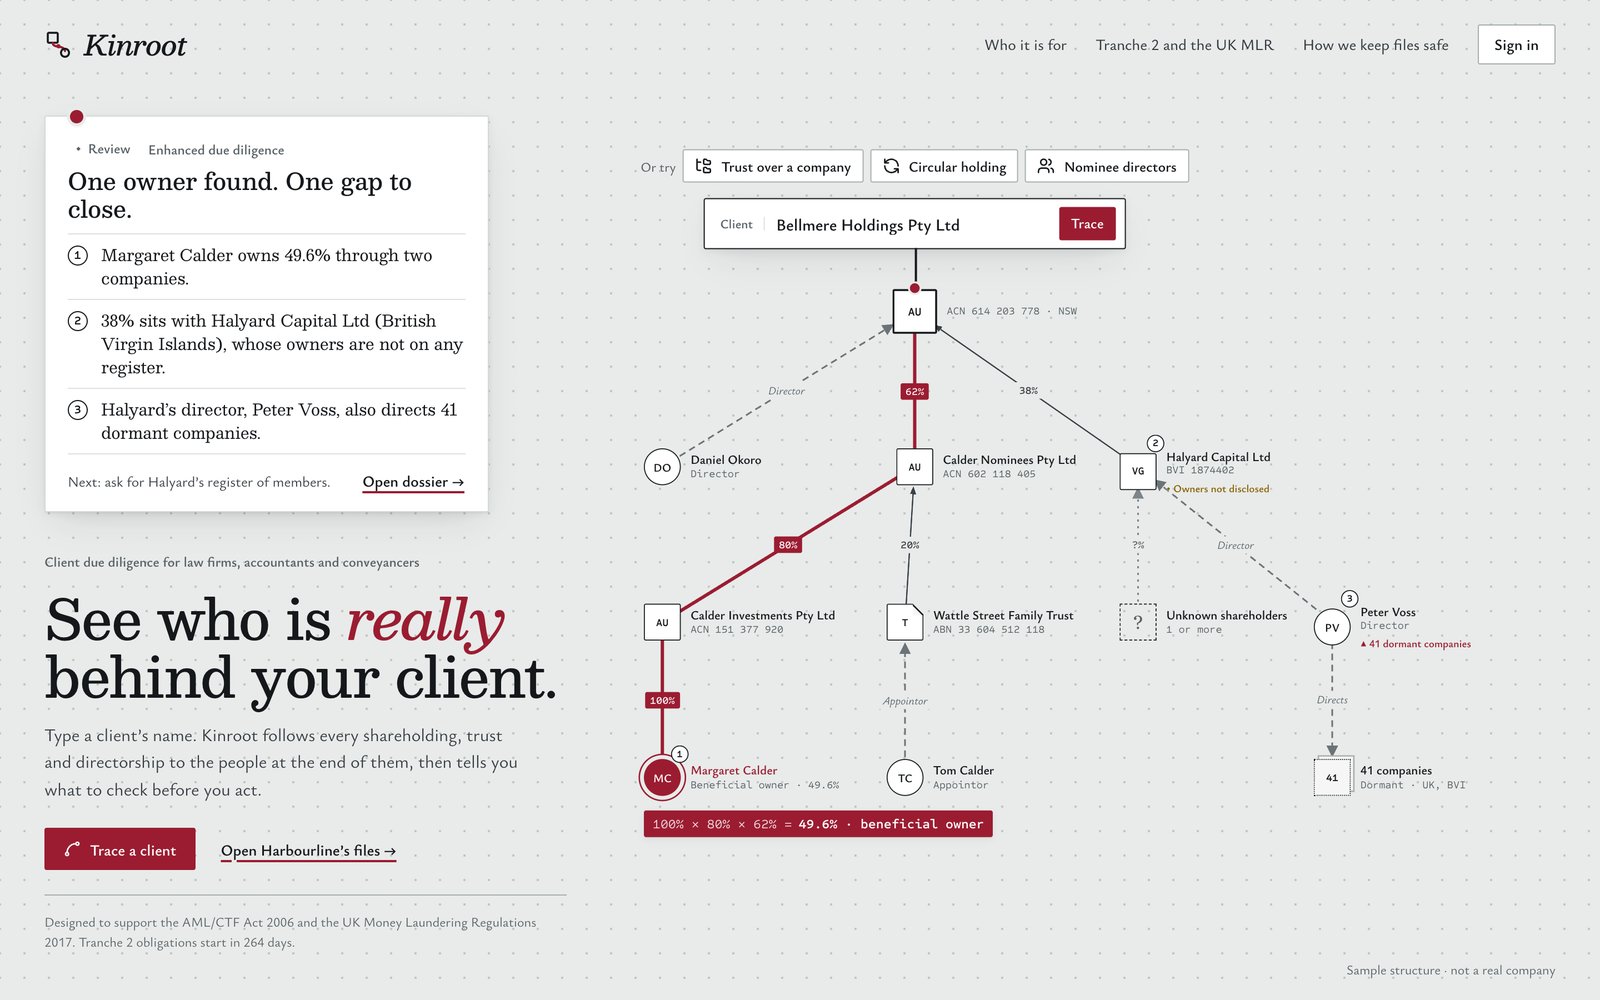 Kinroot
Who it is for
Tranche 2 and the UK MLR
How we keep files safe
Sign in
Review
Enhanced due diligence
One owner found. One gap to
close.
1
Margaret Calder owns 49.6% through two
companies.
2
38% sits with Halyard Capital Ltd (British
Virgin Islands), whose owners are not on any
register.
3
Halyard's director, Peter Voss, also directs 41
dormant companies.
Next: ask for Halyard's register of members.
Open dossier →
Client due diligence for law firms, accountants and conveyancers
See who is really
behind your client.
Type a client's name. Kinroot follows every shareholding, trust
and directorship to the people at the end of them, then tells you
what to check before you act.
Trace a client
Open Harbourline's files →
Designed to support the AML/CTF Act 2006 and the UK Money Laundering Regulations
2017. Tranche 2 obligations start in 264 days.
Or try
Trust over a company
Circular holding
Nominee directors
Client
Bellmere Holdings Pty Ltd
Trace
AU
ACN 614 203 778 · NSW
Director
62%
38%
DO
Daniel Okoro
Director
AU
Calder Nominees Pty Ltd
ACN 602 118 405
2
VG
Halyard Capital Ltd
BVI 1874402
Owners not disclosed
80%
20%
?%
Director
AU
Calder Investments Pty Ltd
ACN 151 377 920
T
Wattle Street Family Trust
ABN 33 604 512 118
?
Unknown shareholders
1 or more
3
PV
Peter Voss
Director
▲ 41 dormant companies
100%
Appointor
Directs
1
MC
Margaret Calder
Beneficial owner · 49.6%
TC
Tom Calder
Appointor
41
41 companies
Dormant · UK, BVI
100% × 80% × 62% = 49.6% · beneficial owner
Sample structure · not a real company